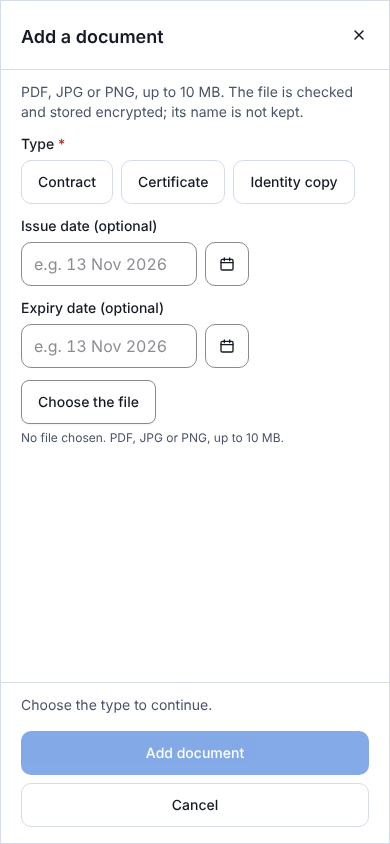 Add a document
PDF, JPG or PNG, up to 10 MB. The file is checked
and stored encrypted; its name is not kept.
Type *
Contract
Certificate
Identity copy
Issue date (optional)
e.g. 13 Nov 2026
Expiry date (optional)
e.g. 13 Nov 2026
Choose the file
No file chosen. PDF, JPG or PNG, up to 10 MB.
Choose the type to continue.
Add document
Cancel